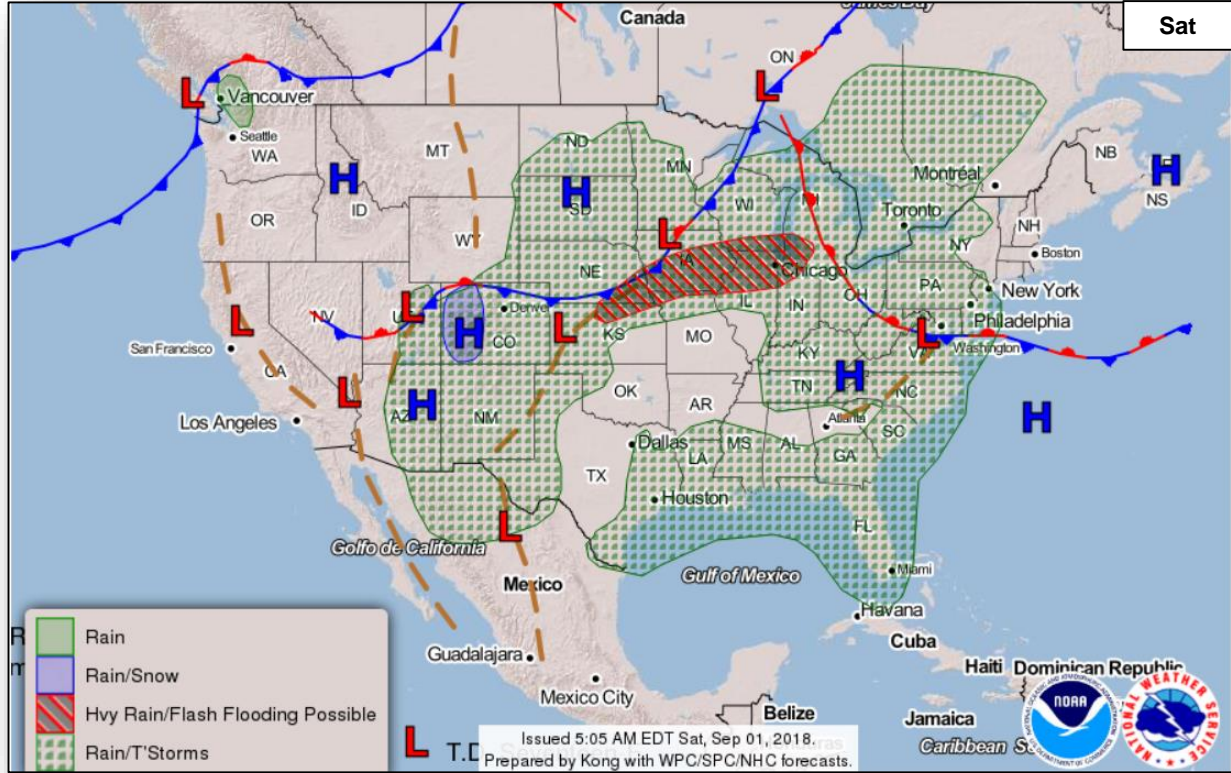 Sat
James Bay
Canada
ON
L
L
Vancouver
Seattle
WA
MT
ND
MN
Montréal
NB
H
NS
H
ID
H
SD
WI
MI
Toronto
NH
OR
WY
L
NY
Boston
NE
IA
Chicago
PA
New York
L
NV
UT
L
Denver
H
CO
L
KS
IL
IN
OH
Philadelphia
L
VA
Washington
San Francisco
CA
MO
KY
L
AZ
H
NM
OK
AR
TN
H
NC
H
Los Angeles
Atlanta
SC
Dallas
MS
AL
GA
TX
LA
Houston
L
FL
Golfo de California
Mexico
Gulf of Mexico
Miami
Havana
Cuba
Rain
Rain/Snow
Hvy Rain/Flash Flooding Possible
Rain/T'Storms
Guadalajara
Mexico City
Haiti
Dominican Republic
Belize
Jamaica
L
T.D.
Issued 5:05 AM EDT Sat, Sep 01, 2018.
Prepared by Kong with WPC/SPC/NHC forecasts.
Caribbean
NOAA
NATIONAL WEATHER SERVICE